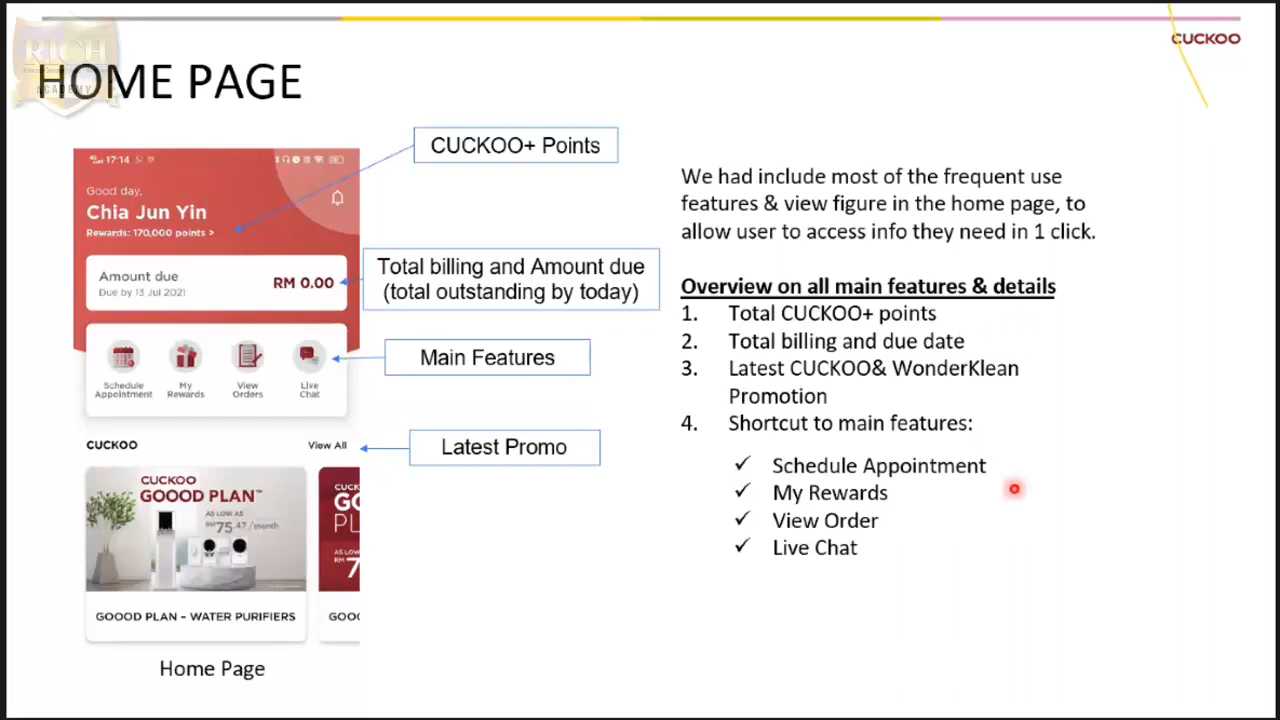 RICH
ACADEMY
CUCKOO
HOME PAGE
17:14
Good day,
Chia Jun Yin
Rewards: 170,000 points >
Amount due
Due by 13 Jul 2021
RM 0.00
Schedule
Appointment
My
Rewards
View
Orders
Live
Chat
CUCKOO
View All
CUCKOO
GOOOD PLAN™
AS LOW AS
RM75.47/month
GOOOD PLAN - WATER PURIFIERS
CUCKOO+ Points
Total billing and Amount due
(total outstanding by today)
Main Features
Latest Promo
Home Page
We had include most of the frequent use
features & view figure in the home page, to
allow user to access info they need in 1 click.
Overview on all main features & details
1. Total CUCKOO+ points
2. Total billing and due date
3. Latest CUCKOO& WonderKlean
Promotion
4. Shortcut to main features:
✓ Schedule Appointment
✓ My Rewards
✓ View Order
✓ Live Chat